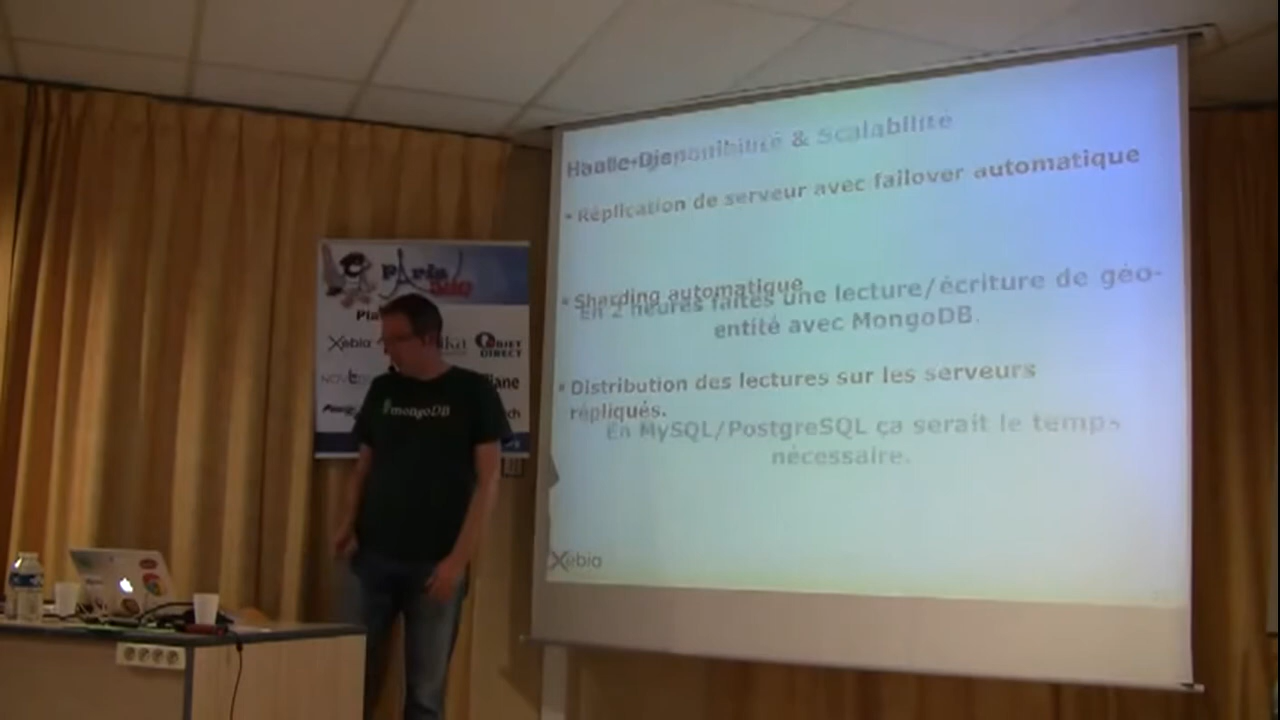 Haute-Disponibilité & Scalabilité
• Réplication de serveur avec failover automatique
• Sharding automatique
En 2 heures faites une lecture/écriture de géo-
entité avec MongoDB.
• Distribution des lectures sur les serveurs
répliqués.
En MySQL/PostgreSQL ça serait le temps
nécessaire.
Xebia
Paris
Xebia
OBJET
DIRECT
mongoDB